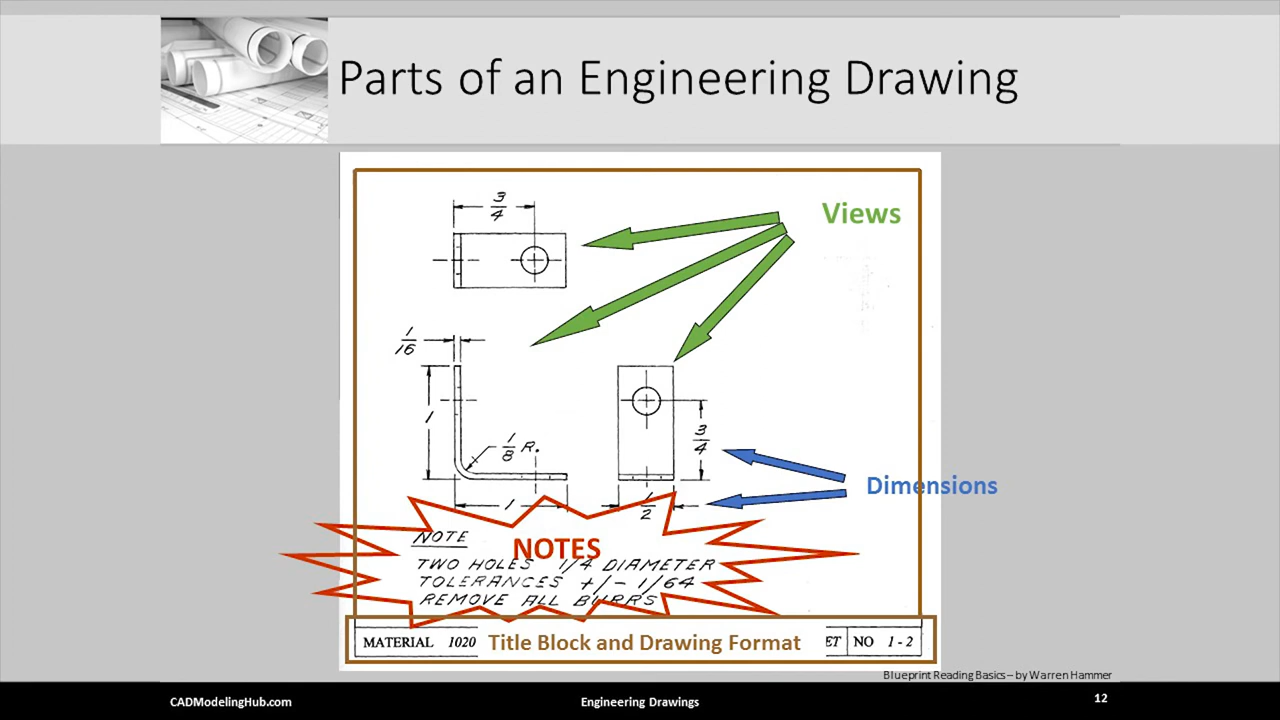 Parts of an Engineering Drawing
3/4
Views
1/16
1
1/8 R.
3/4
Dimensions
1
1/2
NOTE
NOTES
TWO HOLES 1/4 DIAMETER
TOLERANCES +/- 1/64
REMOVE ALL BURRS
MATERIAL 1020 Title Block and Drawing Format ET NO 1-2
Blueprint Reading Basics – by Warren Hammer
CADModelingHub.com Engineering Drawings 12